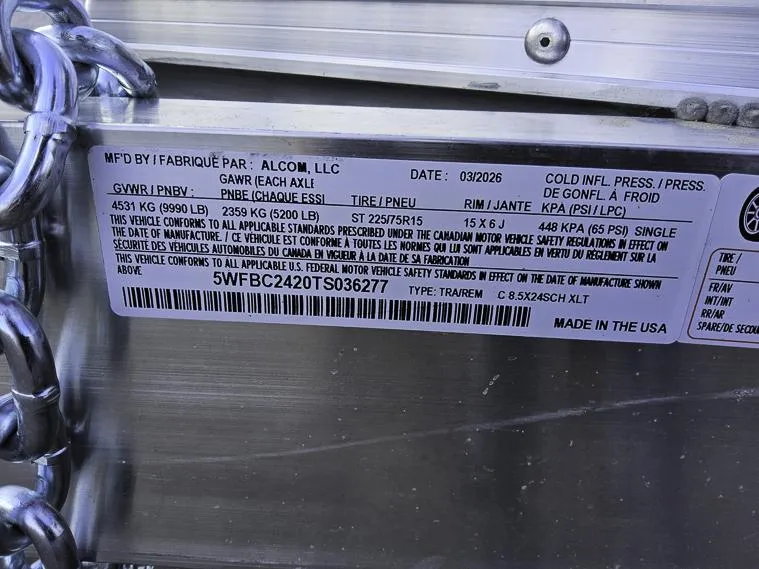 MF'D BY / FABRIQUÉ PAR : ALCOM, LLC DATE : 03/2026 COLD INFL. PRESS. / PRESS.
GVWR / PNBV : GAWR (EACH AXLE DE GONFL. À FROID
PNBE (CHAQUE ESSI TIRE / PNEU RIM / JANTE KPA (PSI / LPC)
4531 KG (9990 LB) 2359 KG (5200 LB) ST 225/75R15 15 X 6 J 448 KPA (65 PSI) SINGLE
THIS VEHICLE CONFORMS TO ALL APPLICABLE STANDARDS PRESCRIBED UNDER THE CANADIAN MOTOR VEHICLE SAFETY REGULATIONS IN EFFECT ON
THE DATE OF MANUFACTURE. / CE VÉHICULE EST CONFORME À TOUTES LES NORMES QUI LUI SONT APPLICABLES EN VERTU DU RÈGLEMENT SUR LA
SÉCURITÉ DES VÉHICULES AUTOMOBILES DU CANADA EN VIGUEUR À LA DATE DE SA FABRICATION
THIS VEHICLE CONFORMS TO ALL APPLICABLE U.S. FEDERAL MOTOR VEHICLE SAFETY STANDARDS IN EFFECT ON THE DATE OF MANUFACTURE SHOWN
ABOVE
5WFBC2420TS036277 TYPE: TRA/REM C 8.5X24SCH XLT
MADE IN THE USA
TIRE /
PNEU
FR/AV
INT/INT
RR/AR
SPARE/DE SECOU